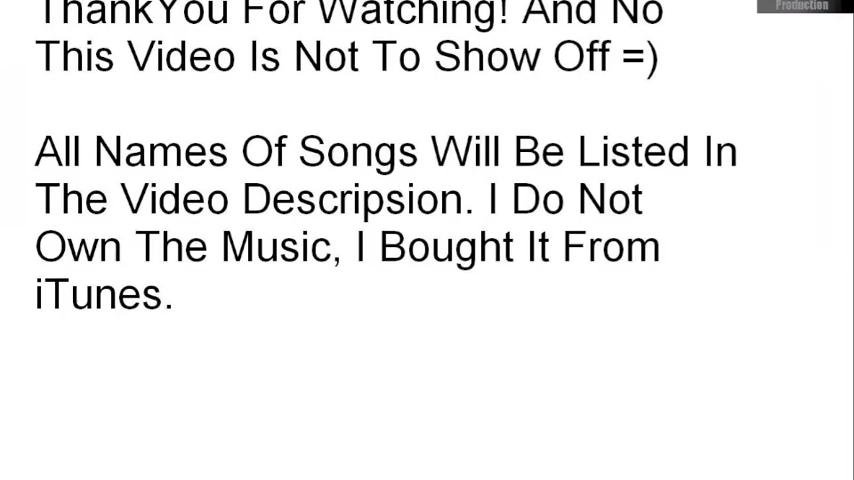 ThankYou For Watching! And No
This Video Is Not To Show Off =)
All Names Of Songs Will Be Listed In
The Video Descripsion. I Do Not
Own The Music, I Bought It From
iTunes.
Production